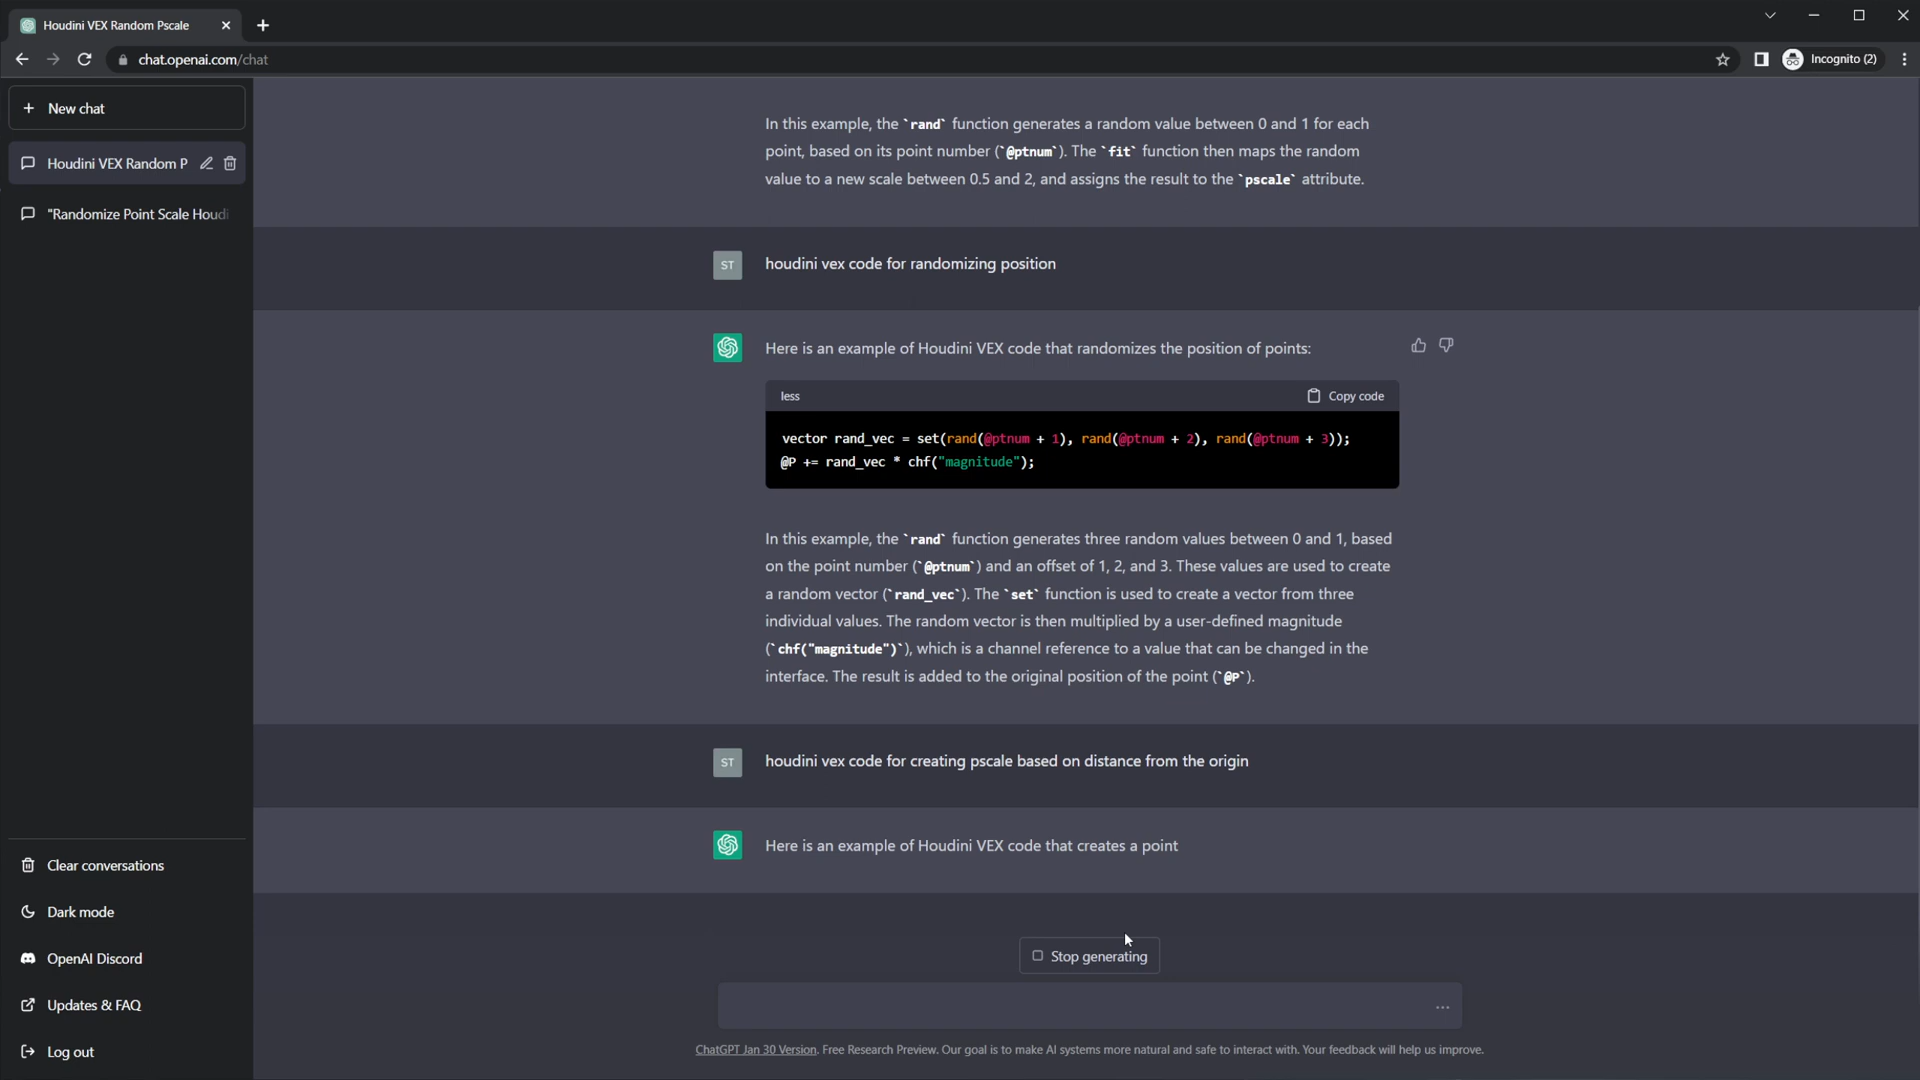 Houdini VEX Random Pscale
chat.openai.com/chat
Incognito (2)
New chat
Houdini VEX Random P
"Randomize Point Scale Houdi
Clear conversations
Dark mode
OpenAI Discord
Updates & FAQ
Log out
In this example, the `rand` function generates a random value between 0 and 1 for each
point, based on its point number (`@ptnum`). The `fit` function then maps the random
value to a new scale between 0.5 and 2, and assigns the result to the `pscale` attribute.
ST
houdini vex code for randomizing position
Here is an example of Houdini VEX code that randomizes the position of points:
less
Copy code
vector rand_vec = set(rand(@ptnum + 1), rand(@ptnum + 2), rand(@ptnum + 3));
@P += rand_vec * chf("magnitude");
In this example, the `rand` function generates three random values between 0 and 1, based
on the point number (`@ptnum`) and an offset of 1, 2, and 3. These values are used to create
a random vector (`rand_vec`). The `set` function is used to create a vector from three
individual values. The random vector is then multiplied by a user-defined magnitude
(`chf("magnitude")`), which is a channel reference to a value that can be changed in the
interface. The result is added to the original position of the point (`@P`).
ST
houdini vex code for creating pscale based on distance from the origin
Here is an example of Houdini VEX code that creates a point
Stop generating
...
ChatGPT Jan 30 Version. Free Research Preview. Our goal is to make AI systems more natural and safe to interact with. Your feedback will help us improve.